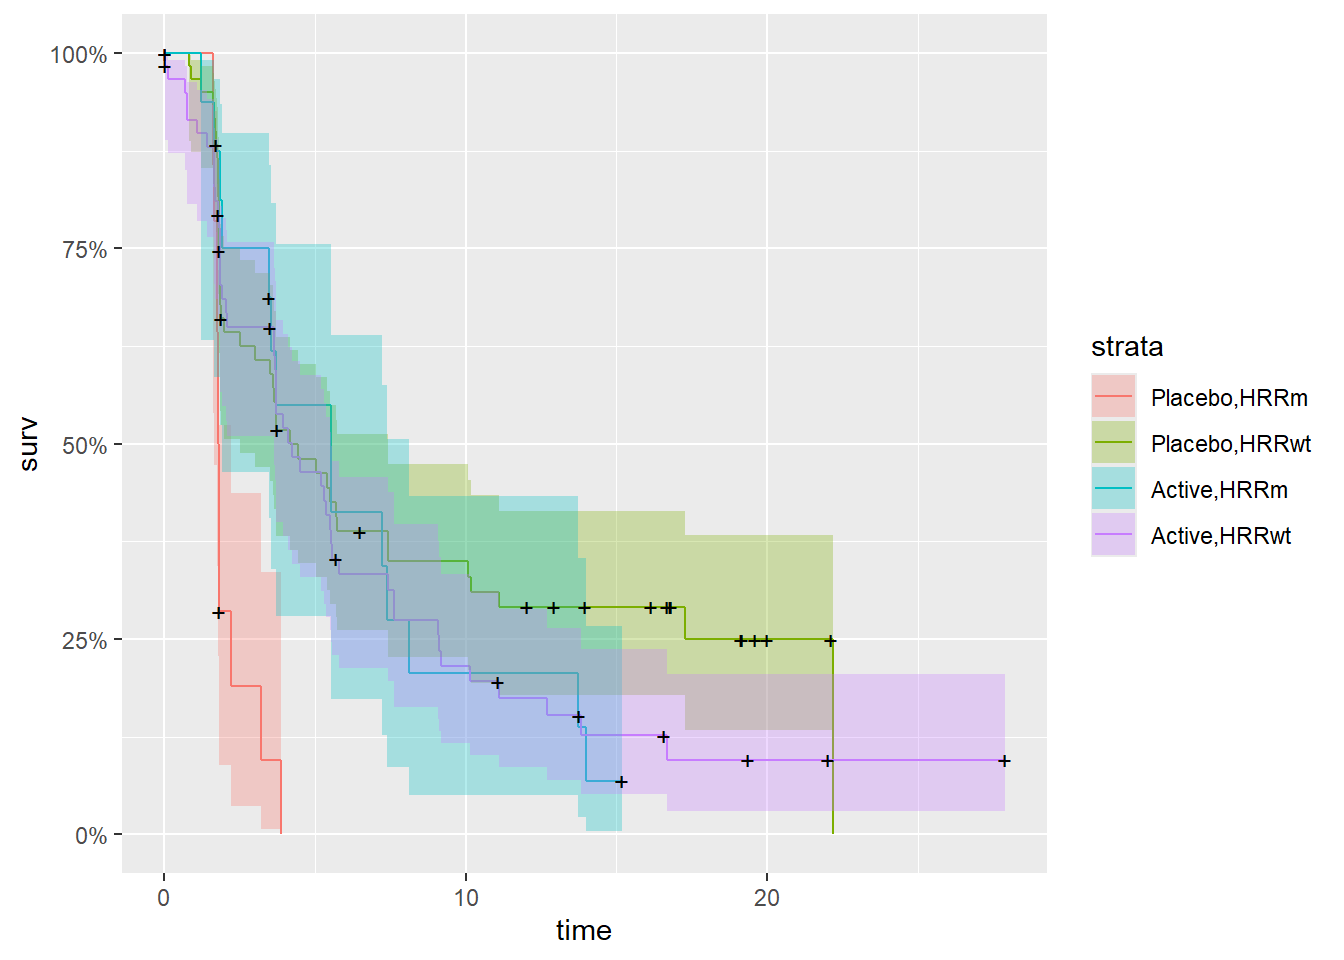 100%
75%
50%
25%
0%
surv
0
10
20
time
strata
Placebo,HRRm
Placebo,HRRwt
Active,HRRm
Active,HRRwt